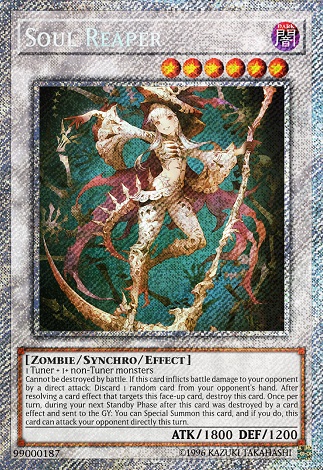 Soul Reaper
DARK
闇
[Zombie/Synchro/Effect]
1 Tuner + 1+ non-Tuner monsters
Cannot be destroyed by battle. If this card inflicts battle damage to your opponent
by a direct attack: Discard 1 random card from your opponent's hand. After
resolving a card effect that targets this face-up card, destroy this card. Once per
turn, during your next Standby Phase after this card was destroyed by a card
effect and sent to the GY: You can Special Summon this card, and if you do, this
card can attack your opponent directly this turn.
ATK/1800 DEF/1200
99000187
©1996 KAZUKI TAKAHASHI